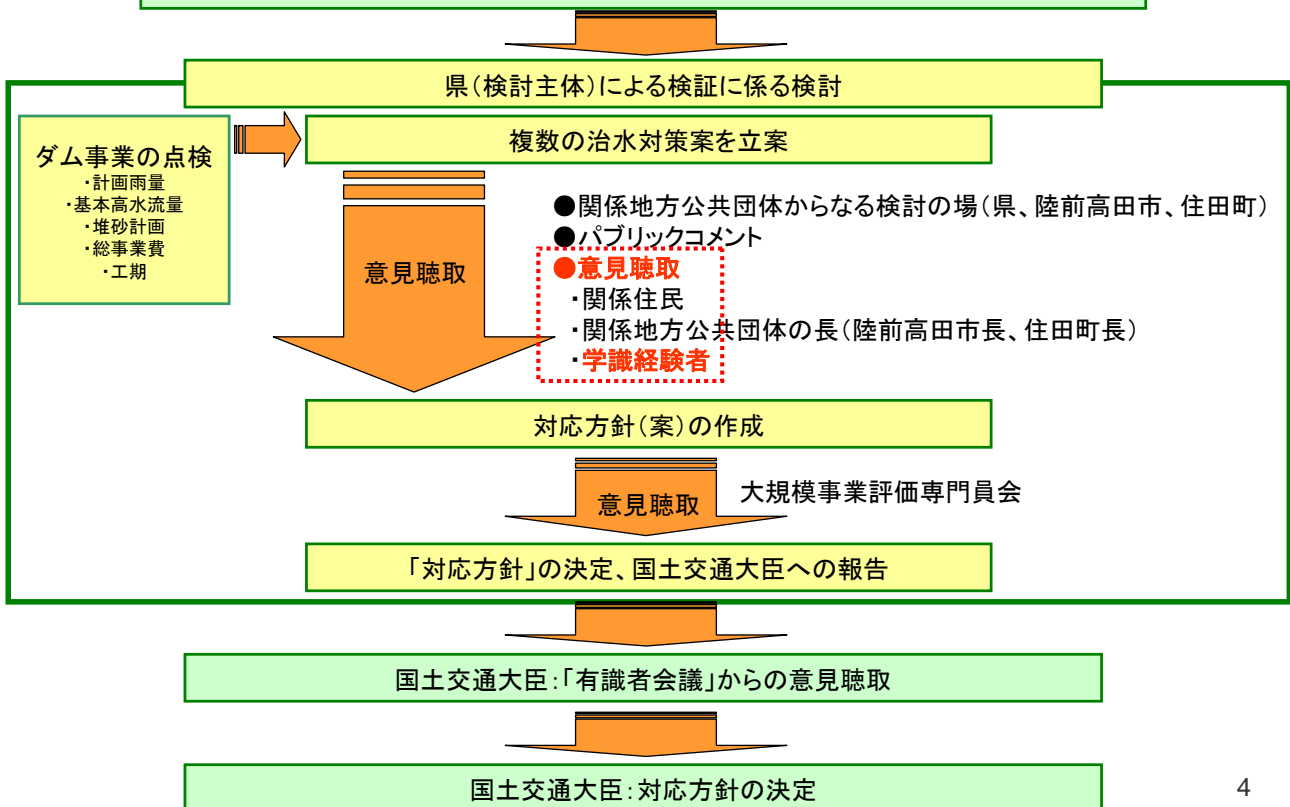 県（検討主体）による検証に係る検討
ダム事業の点検
・計画雨量
・基本高水流量
・堆砂計画
・総事業費
・工期
複数の治水対策案を立案
意見聴取
●関係地方公共団体からなる検討の場（県、陸前高田市、住田町）
●パブリックコメント
●意見聴取
・関係住民
・関係地方公共団体の長（陸前高田市長、住田町長）
・学識経験者
対応方針（案）の作成
意見聴取
大規模事業評価専門員会
「対応方針」の決定、国土交通大臣への報告
国土交通大臣：「有識者会議」からの意見聴取
国土交通大臣：対応方針の決定
4